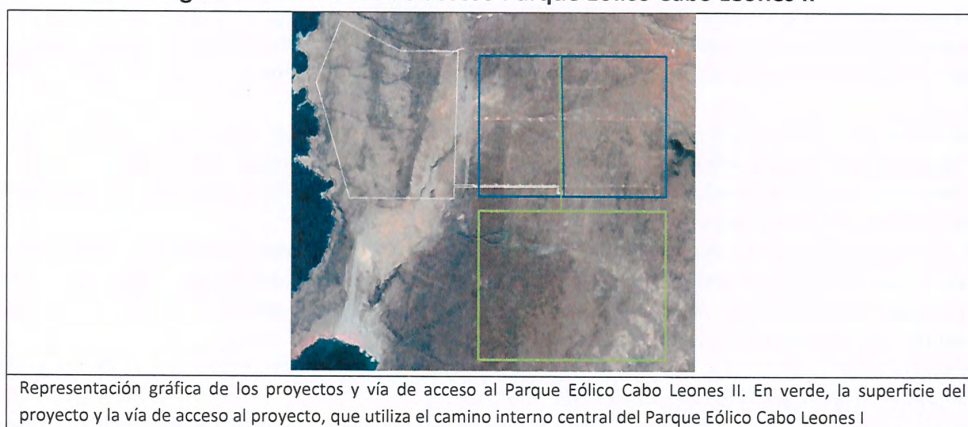 Representación gráfica de los proyectos y vía de acceso al Parque Eólico Cabo Leones II. En verde, la superficie del
proyecto y la vía de acceso al proyecto, que utiliza el camino interno central del Parque Eólico Cabo Leones I